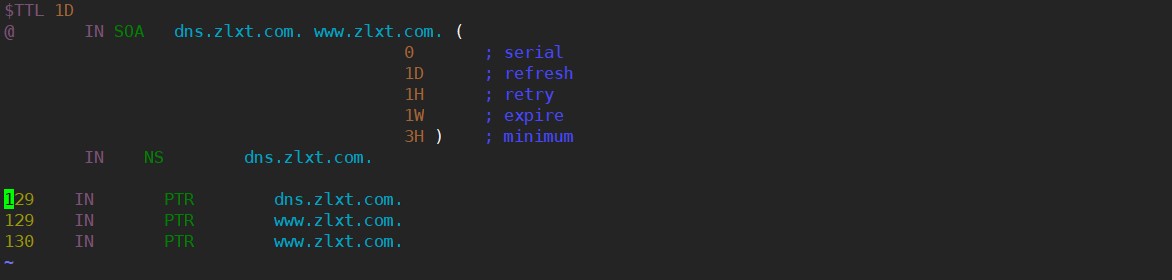 $TTL 1D
@ IN SOA dns.zlxt.com. www.zlxt.com. (
0 ; serial
1D ; refresh
1H ; retry
1W ; expire
3H ) ; minimum
IN NS dns.zlxt.com.
129 IN PTR dns.zlxt.com.
129 IN PTR www.zlxt.com.
130 IN PTR www.zlxt.com.
~